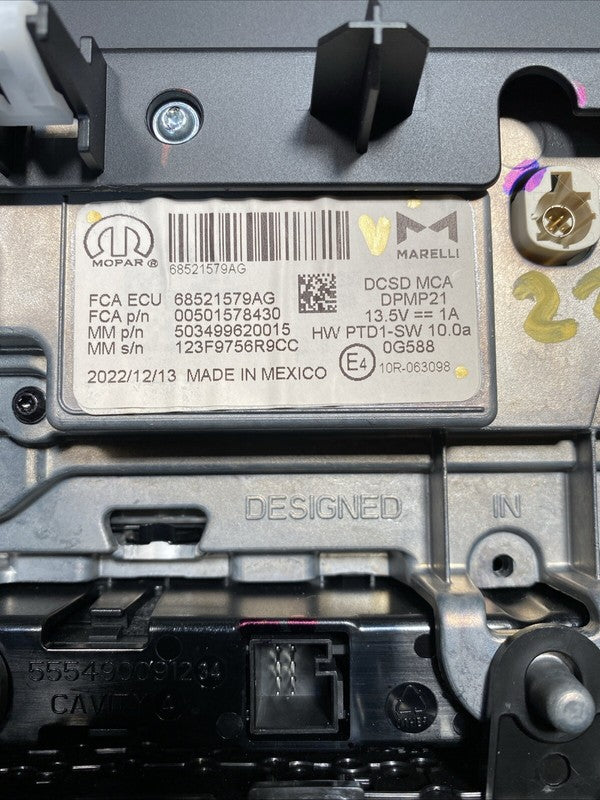 MOPAR ®
68521579AG
MARELLI
FCA ECU 68521579AG
FCA p/n 00501578430
MM p/n 503499620015
MM s/n 123F9756R9CC
DCSD MCA
DPMP21
13.5V == 1A
HW PTD1-SW 10.0a
0G588
2022/12/13 MADE IN MEXICO
E4
10R-063098
DESIGNED IN
CAVITY